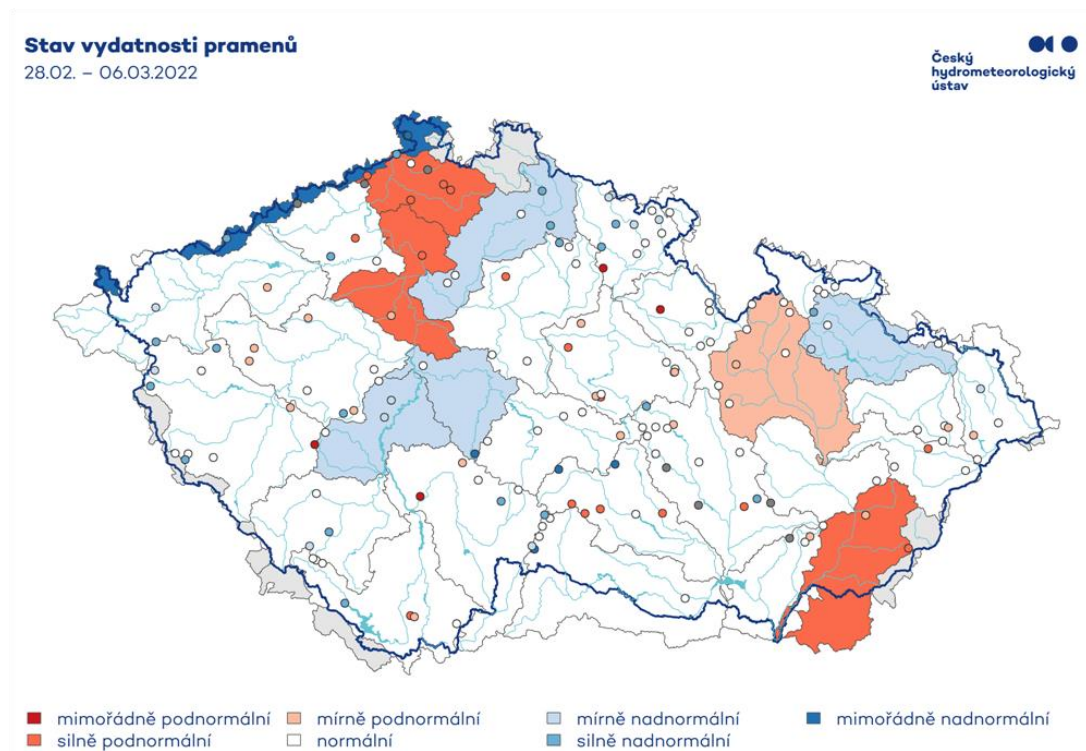 Stav vydatnosti pramenů
28.02. – 06.03.2022
Český
hydrometeorologický
ústav
mimořádně podnormální
silně podnormální
mírně podnormální
normální
mírně nadnormální
silně nadnormální
mimořádně nadnormální